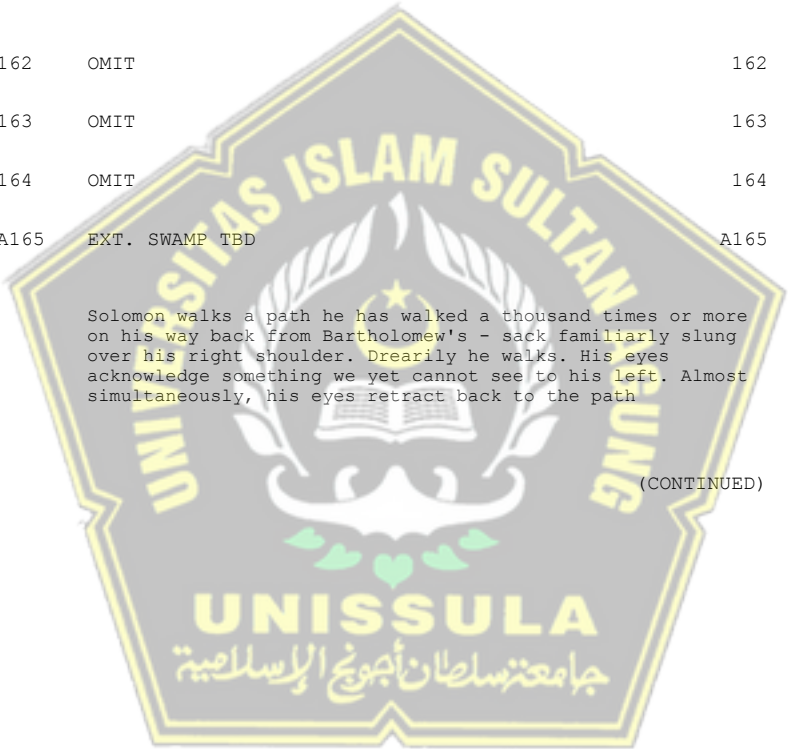 162 OMIT 162
163 OMIT 163
164 OMIT 164
A165 EXT. SWAMP TBD A165
UNIVERSITAS ISLAM SULTAN AGUNG
Solomon walks a path he has walked a thousand times or more
on his way back from Bartholomew's - sack familiarly slung
over his right shoulder. Drearily he walks. His eyes
acknowledge something we yet cannot see to his left. Almost
simultaneously, his eyes retract back to the path
(CONTINUED)
UNISSULA
جامعة سلطان أجونج الإسلامية